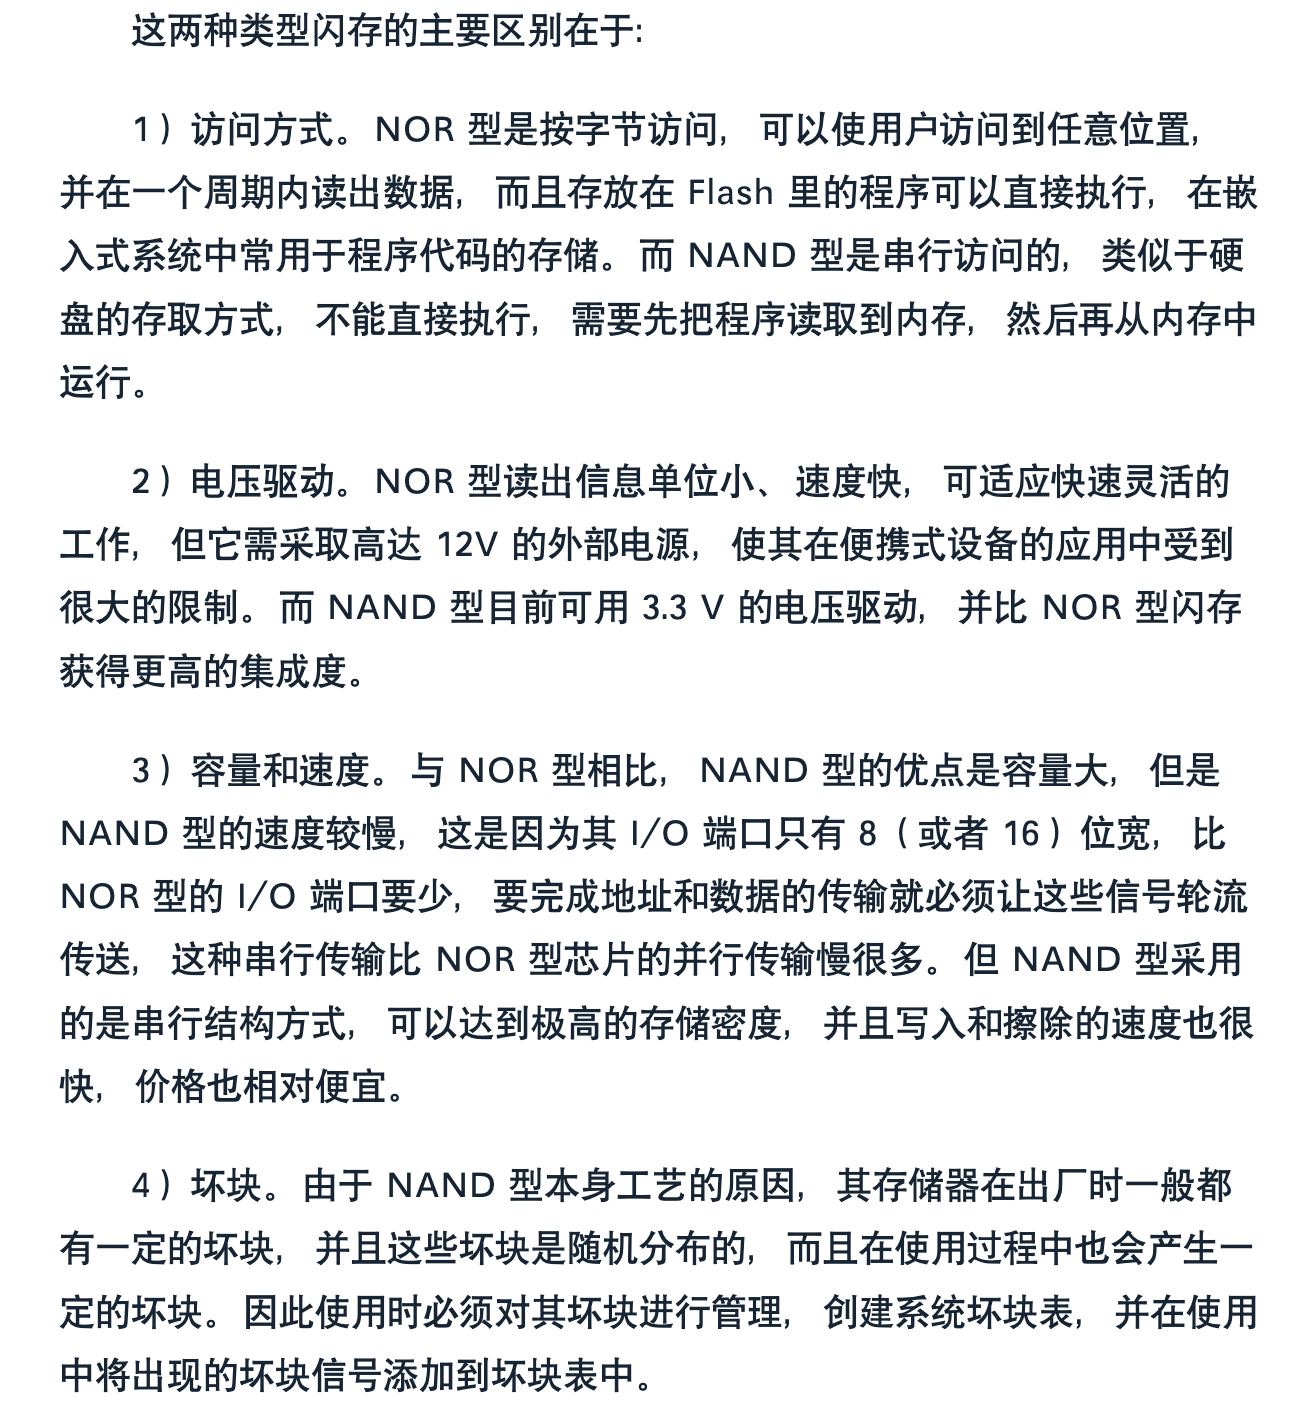 这两种类型闪存的主要区别在于:
1）访问方式。NOR 型是按字节访问, 可以使用户访问到任意位置,
并在一个周期内读出数据, 而且存放在 Flash 里的程序可以直接执行, 在嵌
入式系统中常用于程序代码的存储。而 NAND 型是串行访问的, 类似于硬
盘的存取方式, 不能直接执行, 需要先把程序读取到内存, 然后再从内存中
运行。
2）电压驱动。NOR 型读出信息单位小、速度快, 可适应快速灵活的
工作, 但它需采取高达 12V 的外部电源, 使其在便携式设备的应用中受到
很大的限制。而 NAND 型目前可用 3.3 V 的电压驱动, 并比 NOR 型闪存
获得更高的集成度。
3）容量和速度。与 NOR 型相比, NAND 型的优点是容量大, 但是
NAND 型的速度较慢, 这是因为其 I/O 端口只有 8（或者 16）位宽, 比
NOR 型的 I/O 端口要少, 要完成地址和数据的传输就必须让这些信号轮流
传送, 这种串行传输比 NOR 型芯片的并行传输慢很多。但 NAND 型采用
的是串行结构方式, 可以达到极高的存储密度, 并且写入和擦除的速度也很
快, 价格也相对便宜。
4）坏块。由于 NAND 型本身工艺的原因, 其存储器在出厂时一般都
有一定的坏块, 并且这些坏块是随机分布的, 而且在使用过程中也会产生一
定的坏块。因此使用时必须对其坏块进行管理, 创建系统坏块表, 并在使用
中将出现的坏块信号添加到坏块表中。